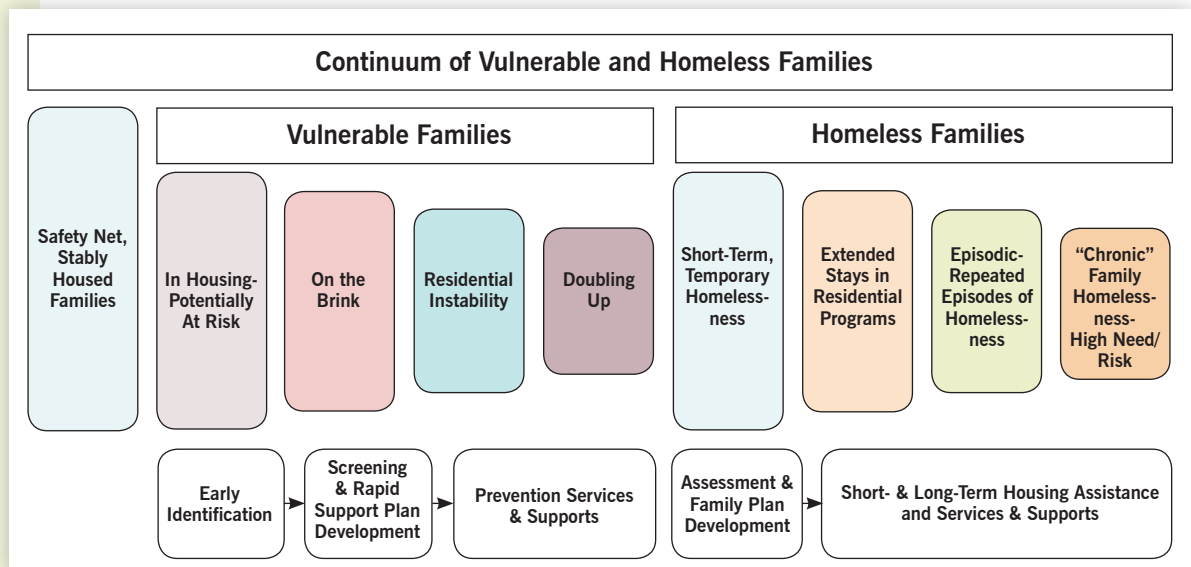 Continuum of Vulnerable and Homeless Families
Vulnerable Families
Homeless Families
Safety Net,
Stably
Housed
Families
In Housing-
Potentially
At Risk
On the
Brink
Residential
Instability
Doubling
Up
Short-Term,
Temporary
Homeless-
ness
Extended
Stays in
Residential
Programs
Episodic-
Repeated
Episodes of
Homeless-
ness
“Chronic”
Family
Homeless-
ness-
High Need/
Risk
Early
Identification
Screening
& Rapid
Support Plan
Development
Prevention Services
& Supports
Assessment &
Family Plan
Development
Short- & Long-Term Housing Assistance
and Services & Supports